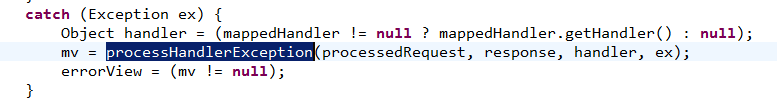 catch (Exception ex) {
Object handler = (mappedHandler != null ? mappedHandler.getHandler() : null);
mv = processHandlerException(processedRequest, response, handler, ex);
errorView = (mv != null);
}